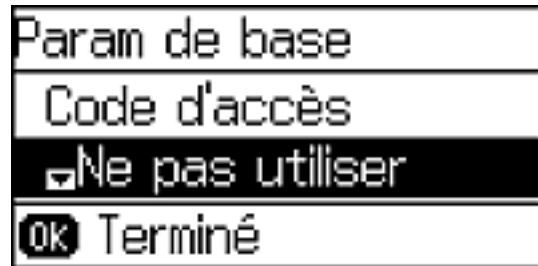 Param de base
Code d'accès
Ne pas utiliser
OK Terminé